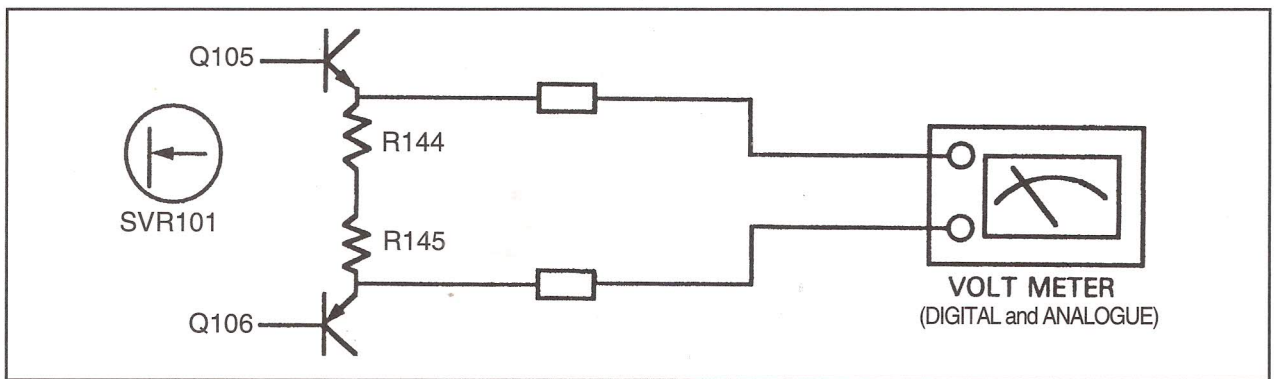 Q105
R144
SVR101
R145
Q106
VOLT METER
(DIGITAL and ANALOGUE)